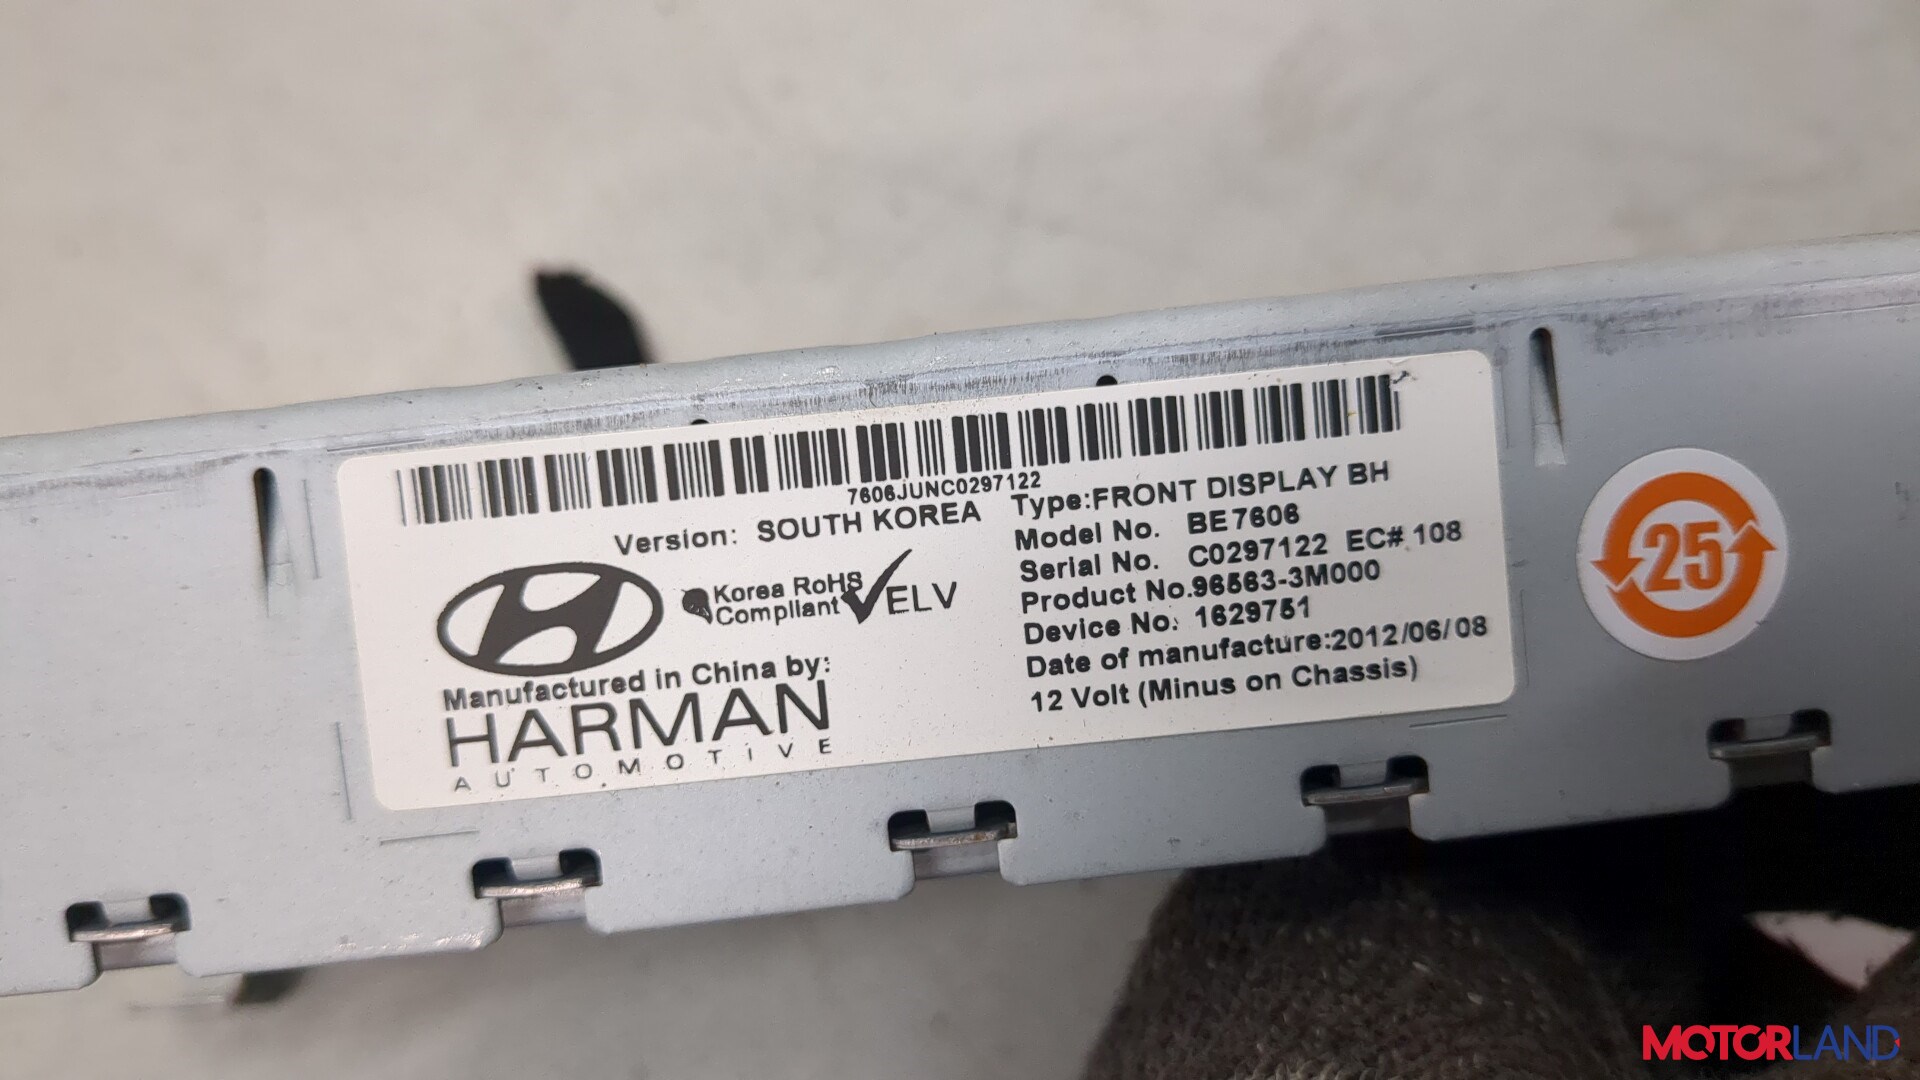 7606JUNC0297122
Version: SOUTH KOREA
Korea RoHS
Compliant
ELV
Manufactured in China by:
HARMAN
AUTOMOTIVE
Type:FRONT DISPLAY BH
Model No. BE7606
Serial No. C0297122 EC# 108
Product No.96563-3M000
Device No: 1629751
Date of manufacture:2012/06/08
12 Volt (Minus on Chassis)
25
MOTORLAND